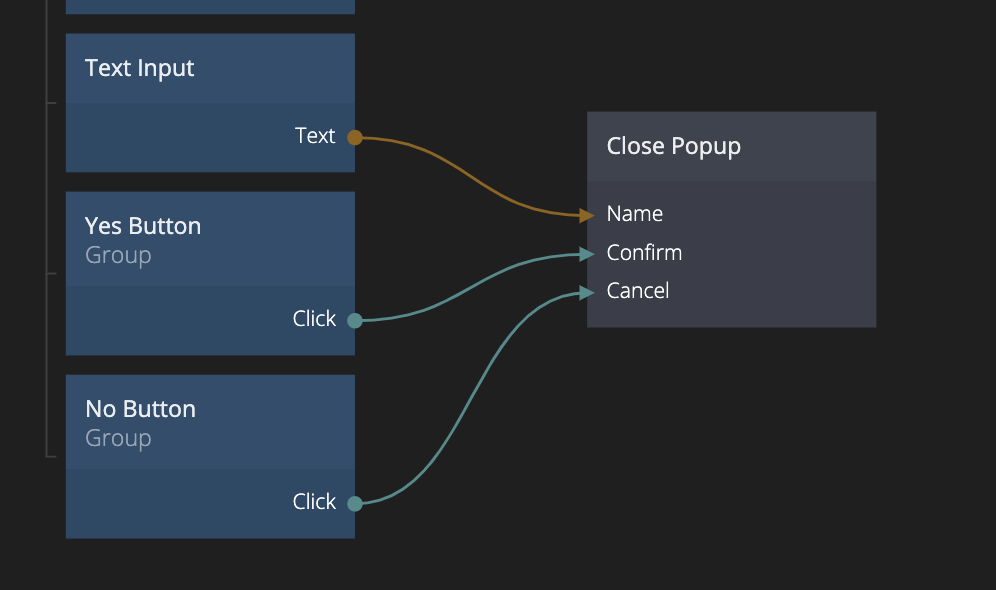 Text Input
Text
Yes Button
Group
Click
No Button
Group
Click
Close Popup
Name
Confirm
Cancel